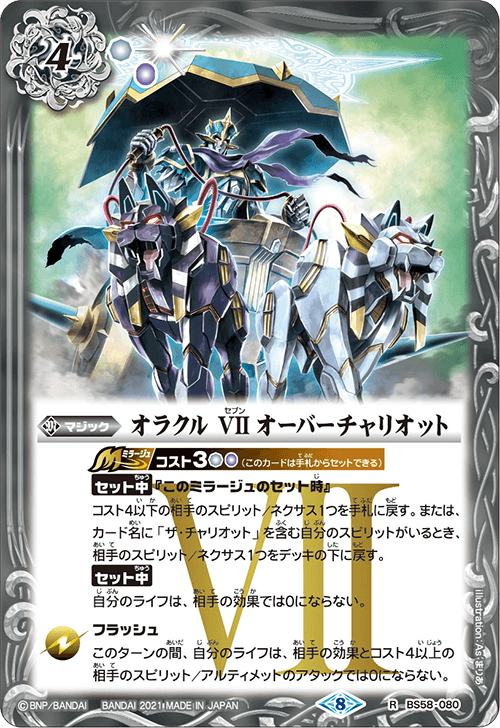 4
オラクル Ⅶ オーバーチャリオット
セブン
マジック
M ミラージュ コスト3 (このカードは手札からセットできる)
セット中『このミラージュのセット時』
コスト4以下の相手のスピリット/ネクサス1つを手札に戻す。または、
カード名に「ザ・チャリオット」を含む自分のスピリットがいるとき、
相手のスピリット/ネクサス1つをデッキの下に戻す。
セット中
自分のライフは、相手の効果では0にならない。
フラッシュ
このターンの間、自分のライフは、相手の効果とコスト4以上の
相手のスピリット/アルティメットのアタックでは0にならない。
VII
illustration:As'まりあ
©BNP/BANDAI BANDAI 2021 MADE IN JAPAN
8
R BS58-080